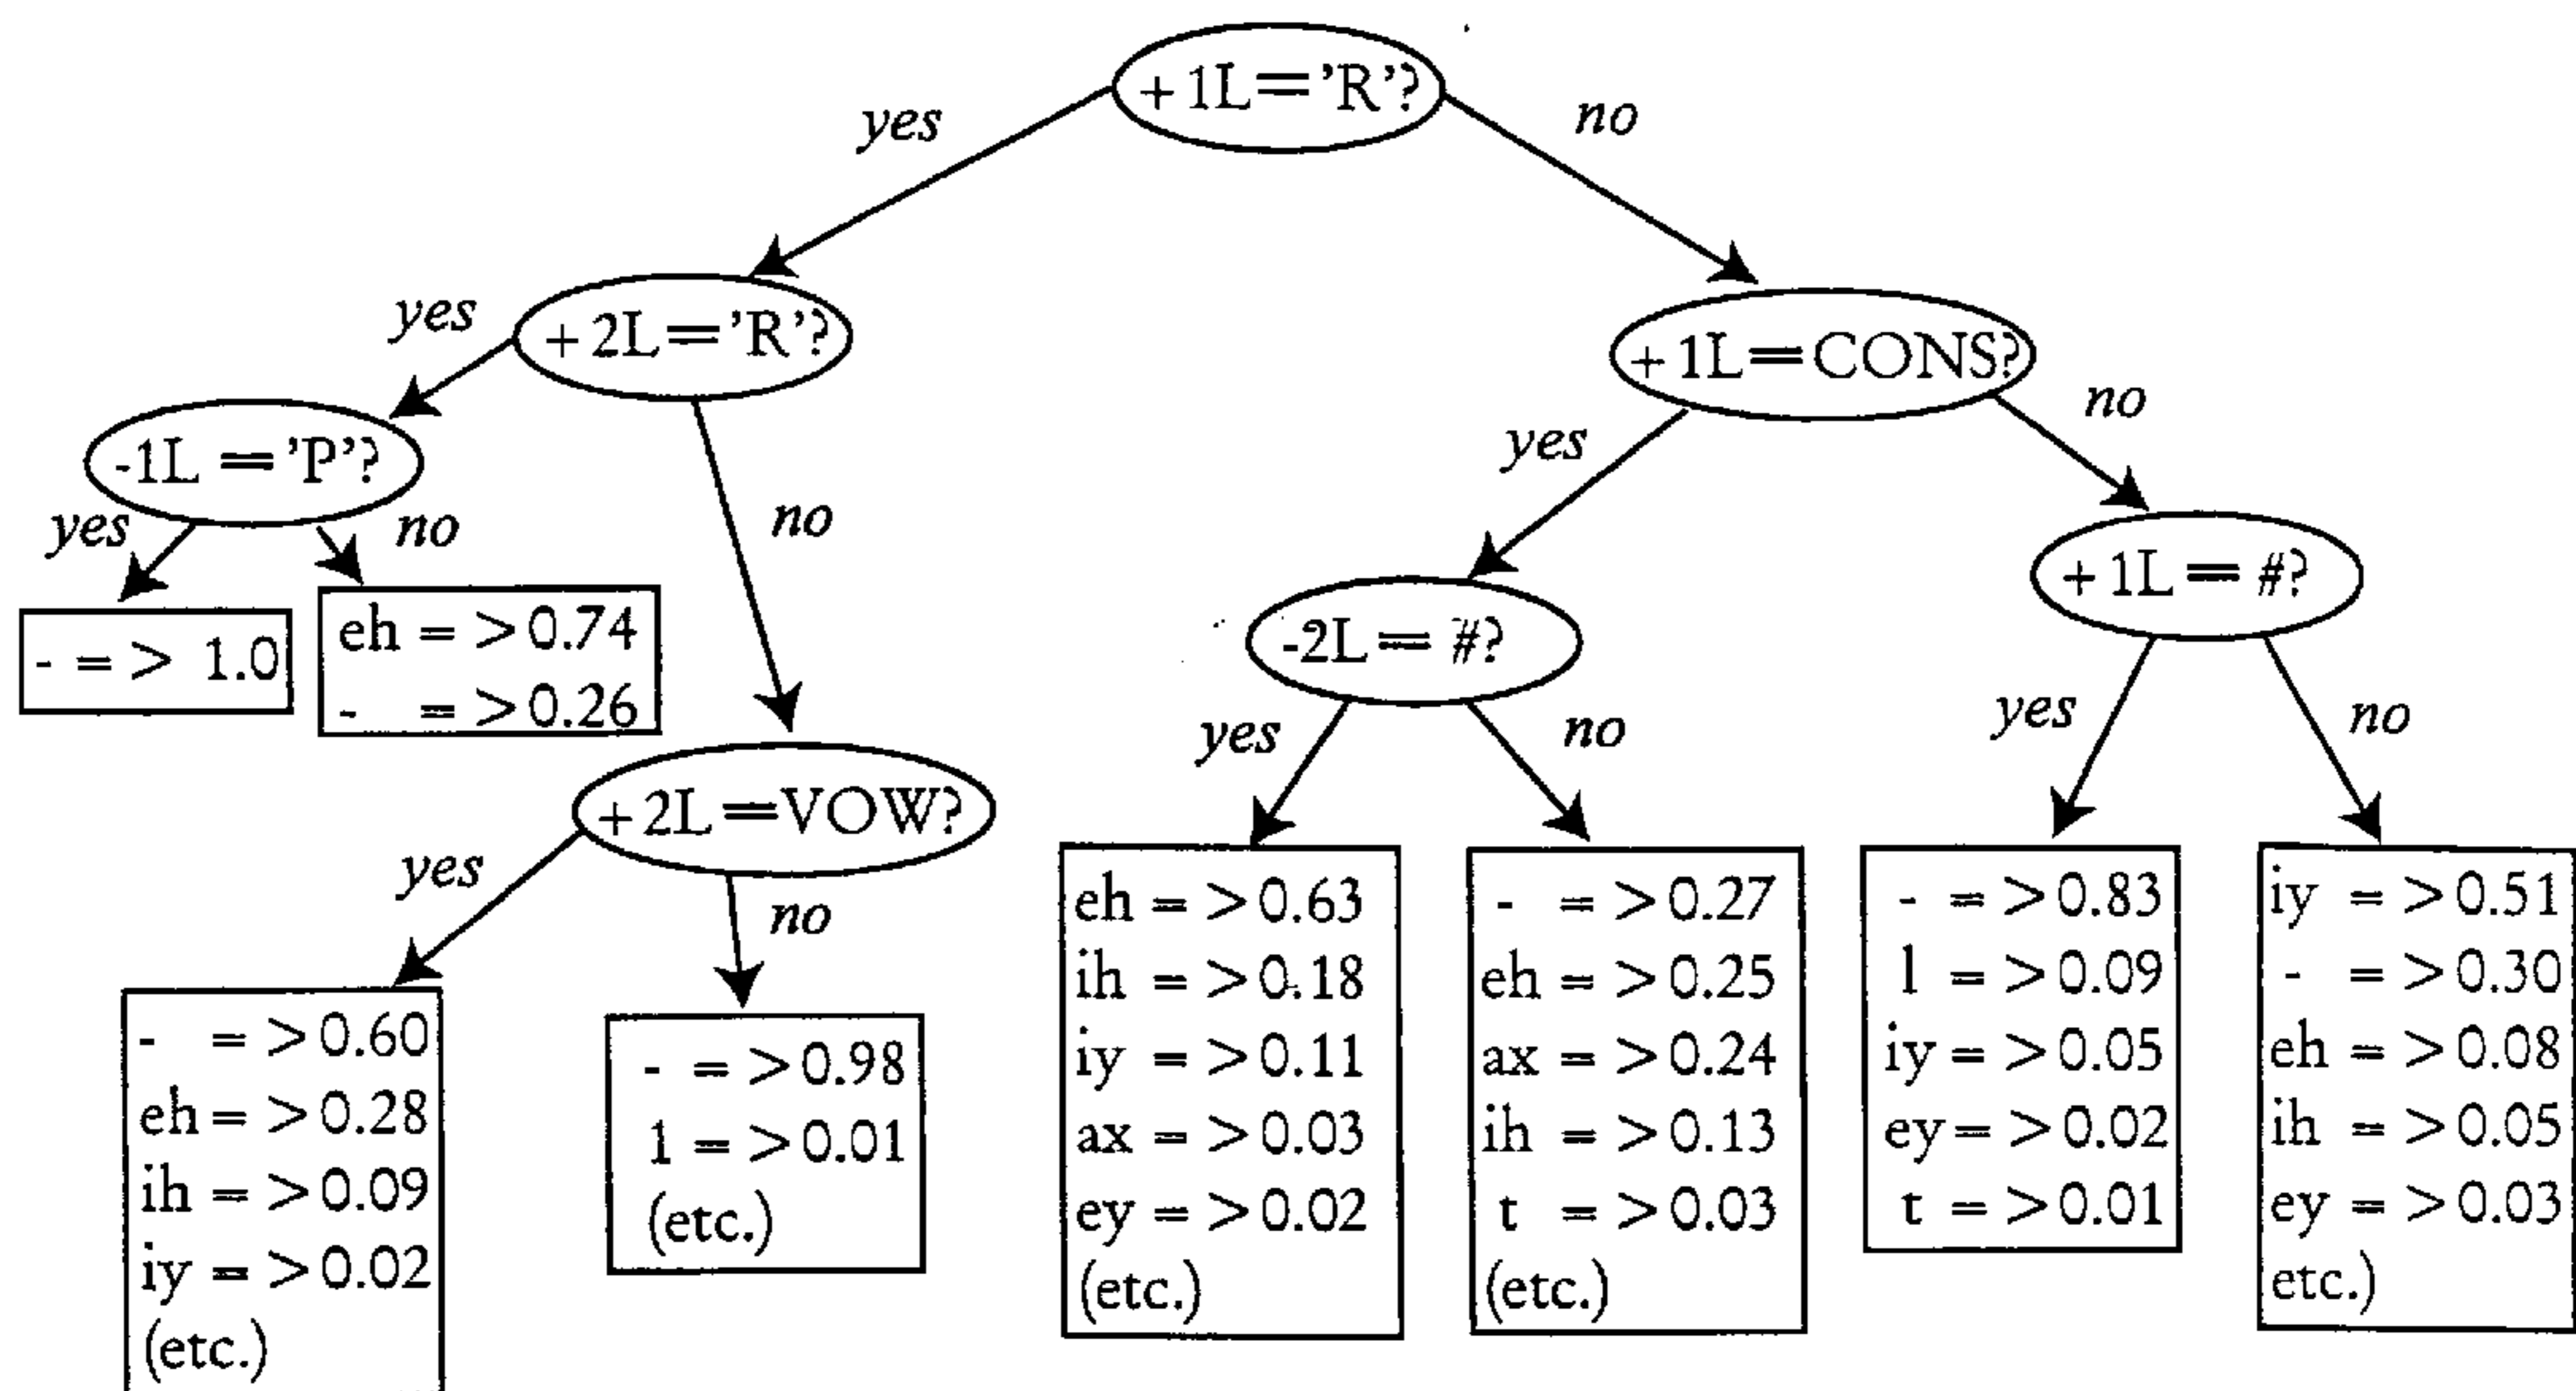 +1L=='R'?
yes
no
+2L=='R'?
yes
no
-1L=='P'?
yes
no
- => 1.0
eh =>0.74
- =>0.26
+2L==VOW?
yes
no
- =>0.60
eh =>0.28
ih =>0.09
iy =>0.02
(etc.)
- =>0.98
1 =>0.01
(etc.)
+1L==CONS?
yes
no
-2L== #?
yes
no
eh =>0.63
ih =>0.18
iy =>0.11
ax =>0.03
ey =>0.02
(etc.)
- =>0.27
eh =>0.25
ax =>0.24
ih =>0.13
t =>0.03
(etc.)
+1L== #?
yes
no
- =>0.83
l =>0.09
iy =>0.05
ey =>0.02
t =>0.01
iy =>0.51
- =>0.30
eh =>0.08
ih =>0.05
ey =>0.03
etc.)